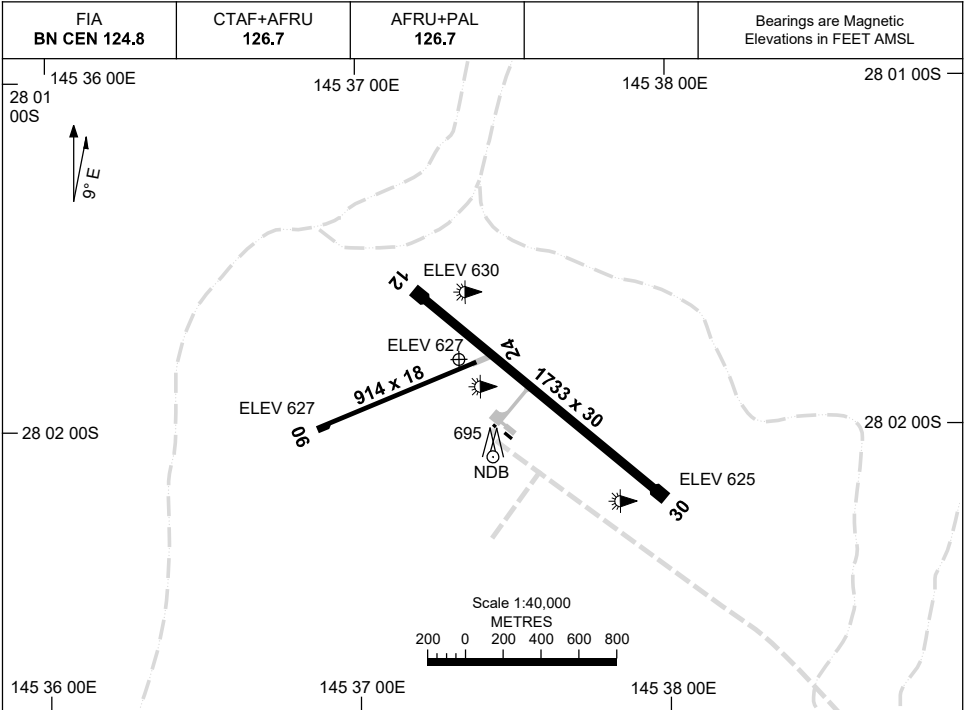 FIA
BN CEN 124.8
CTAF+AFRU
126.7
AFRU+PAL
126.7
Bearings are Magnetic
Elevations in FEET AMSL
145 36 00E
145 37 00E
145 38 00E
28 01 00S
28 01
00S
9° E
12
ELEV 630
ELEV 627
24
914 x 18
1733 x 30
ELEV 627
06
28 02 00S
695
NDB
28 02 00S
ELEV 625
30
Scale 1:40,000
METRES
200 0 200 400 600 800
145 36 00E
145 37 00E
145 38 00E